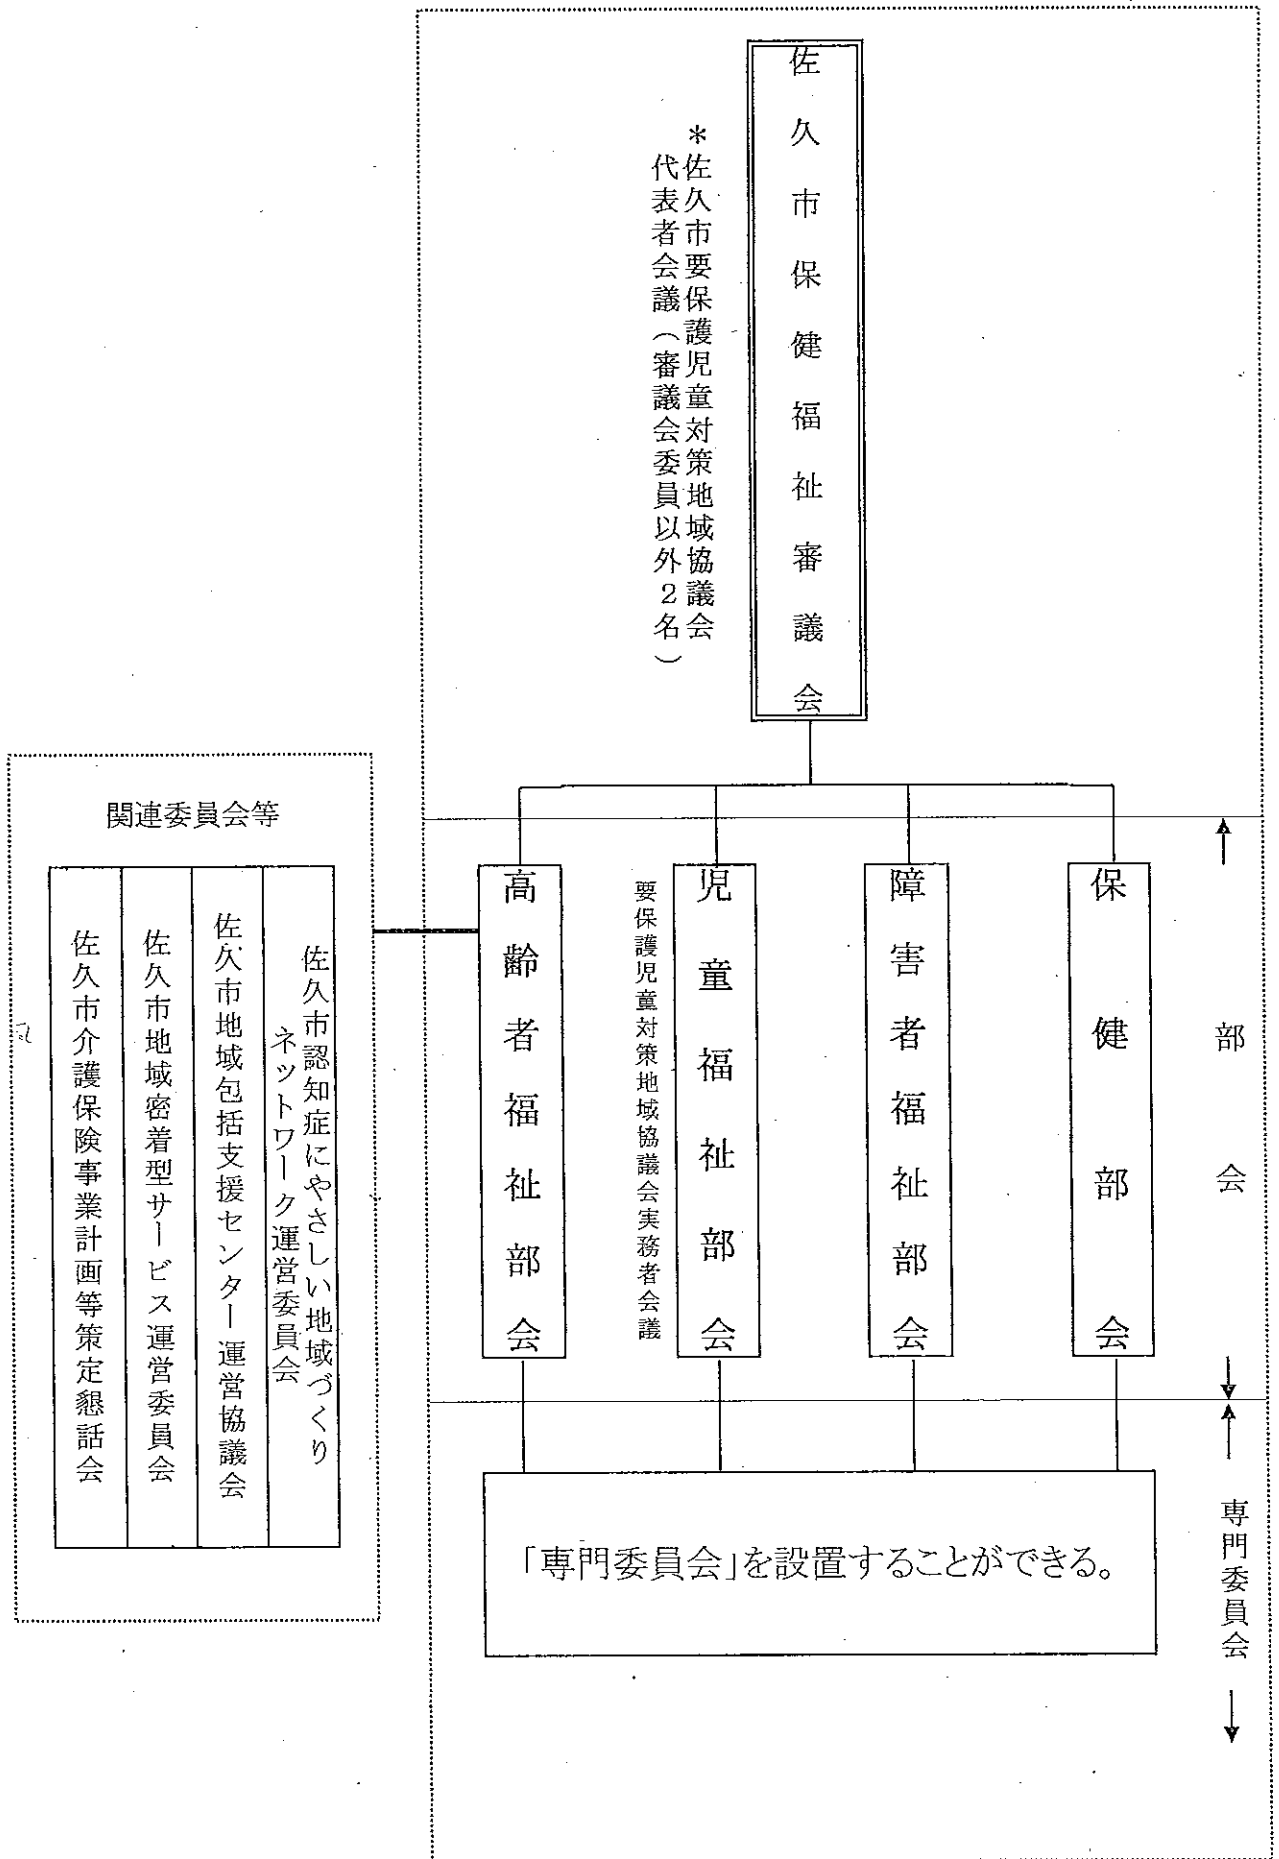 佐久市保健福祉審議会
＊佐久市要保護児童対策地域協議会
代表者会議（審議会委員以外２名）
部会
保健部会
障害者福祉部会
児童福祉部会
要保護児童対策地域協議会実務者会議
高齢者福祉部会
専門委員会
「専門委員会」を設置することができる。
関連委員会等
佐久市認知症にやさしい地域づくり
ネットワーク運営委員会
佐久市地域包括支援センター運営協議会
佐久市地域密着型サービス運営委員会
佐久市介護保険事業計画等策定懇話会